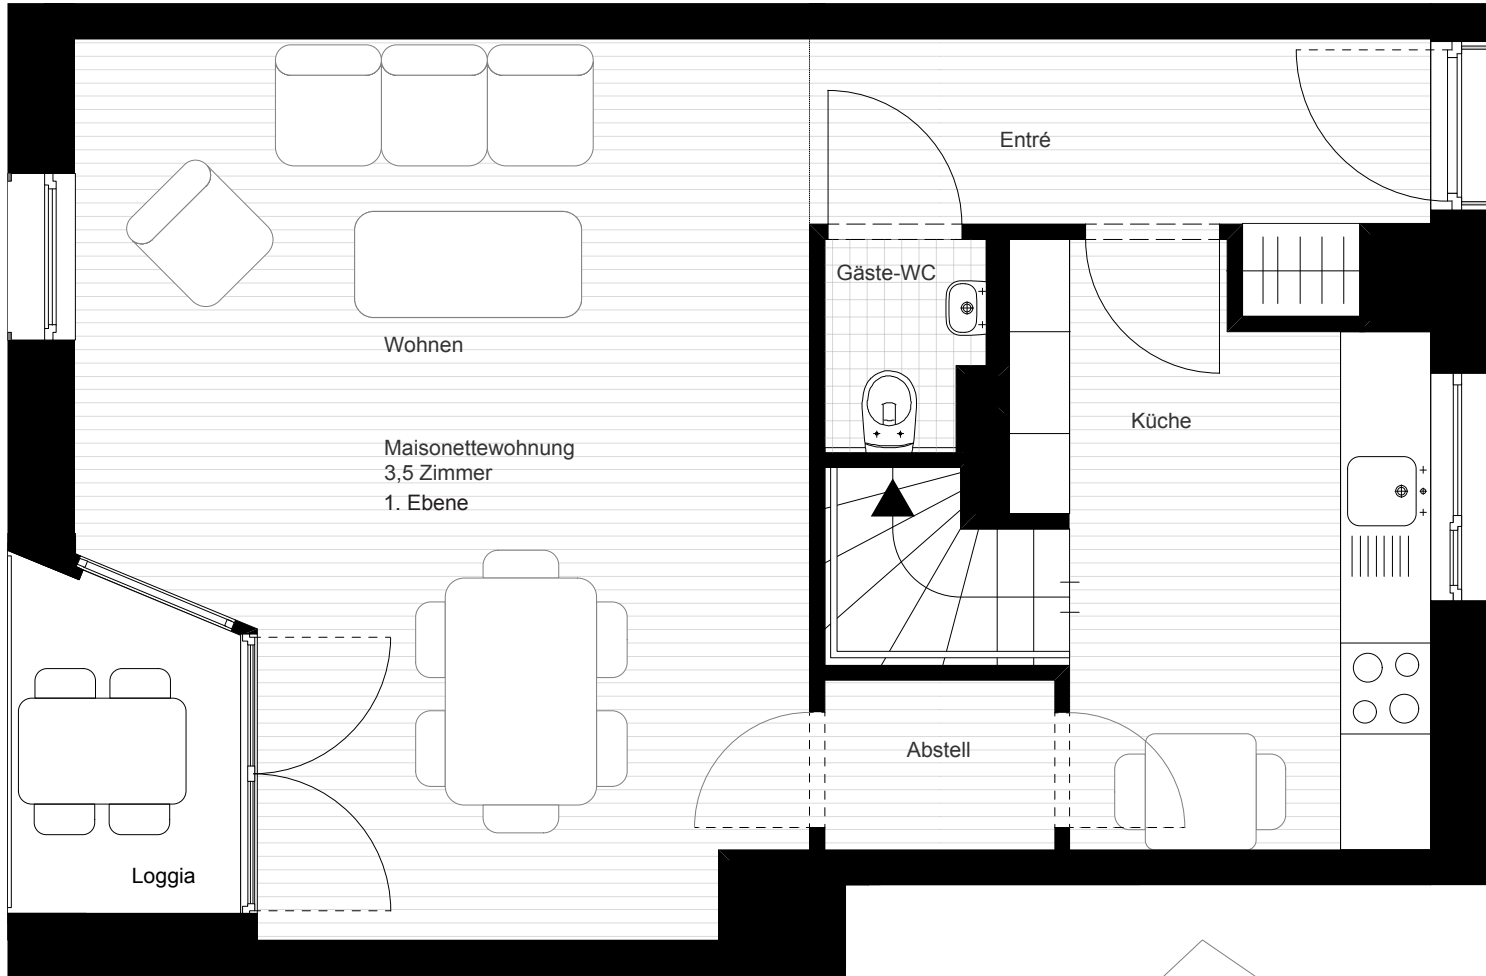 Entré
Gäste-WC
Wohnen
Küche
Maisonettewohnung
3,5 Zimmer
1. Ebene
Abstell
Loggia